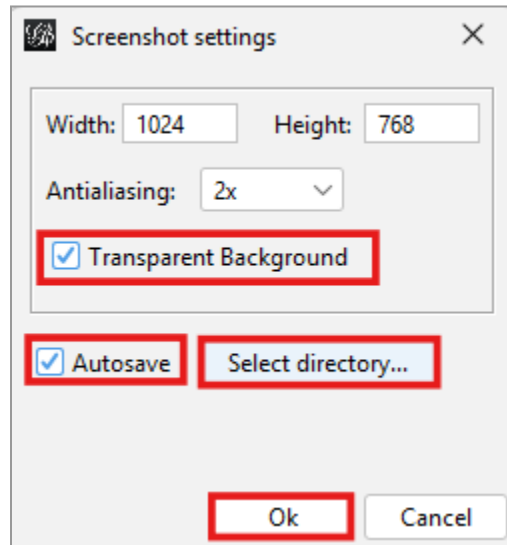 Screenshot settings
Width: 1024 Height: 768
Antialiasing: 2x
Transparent Background
Autosave Select directory...
Ok Cancel